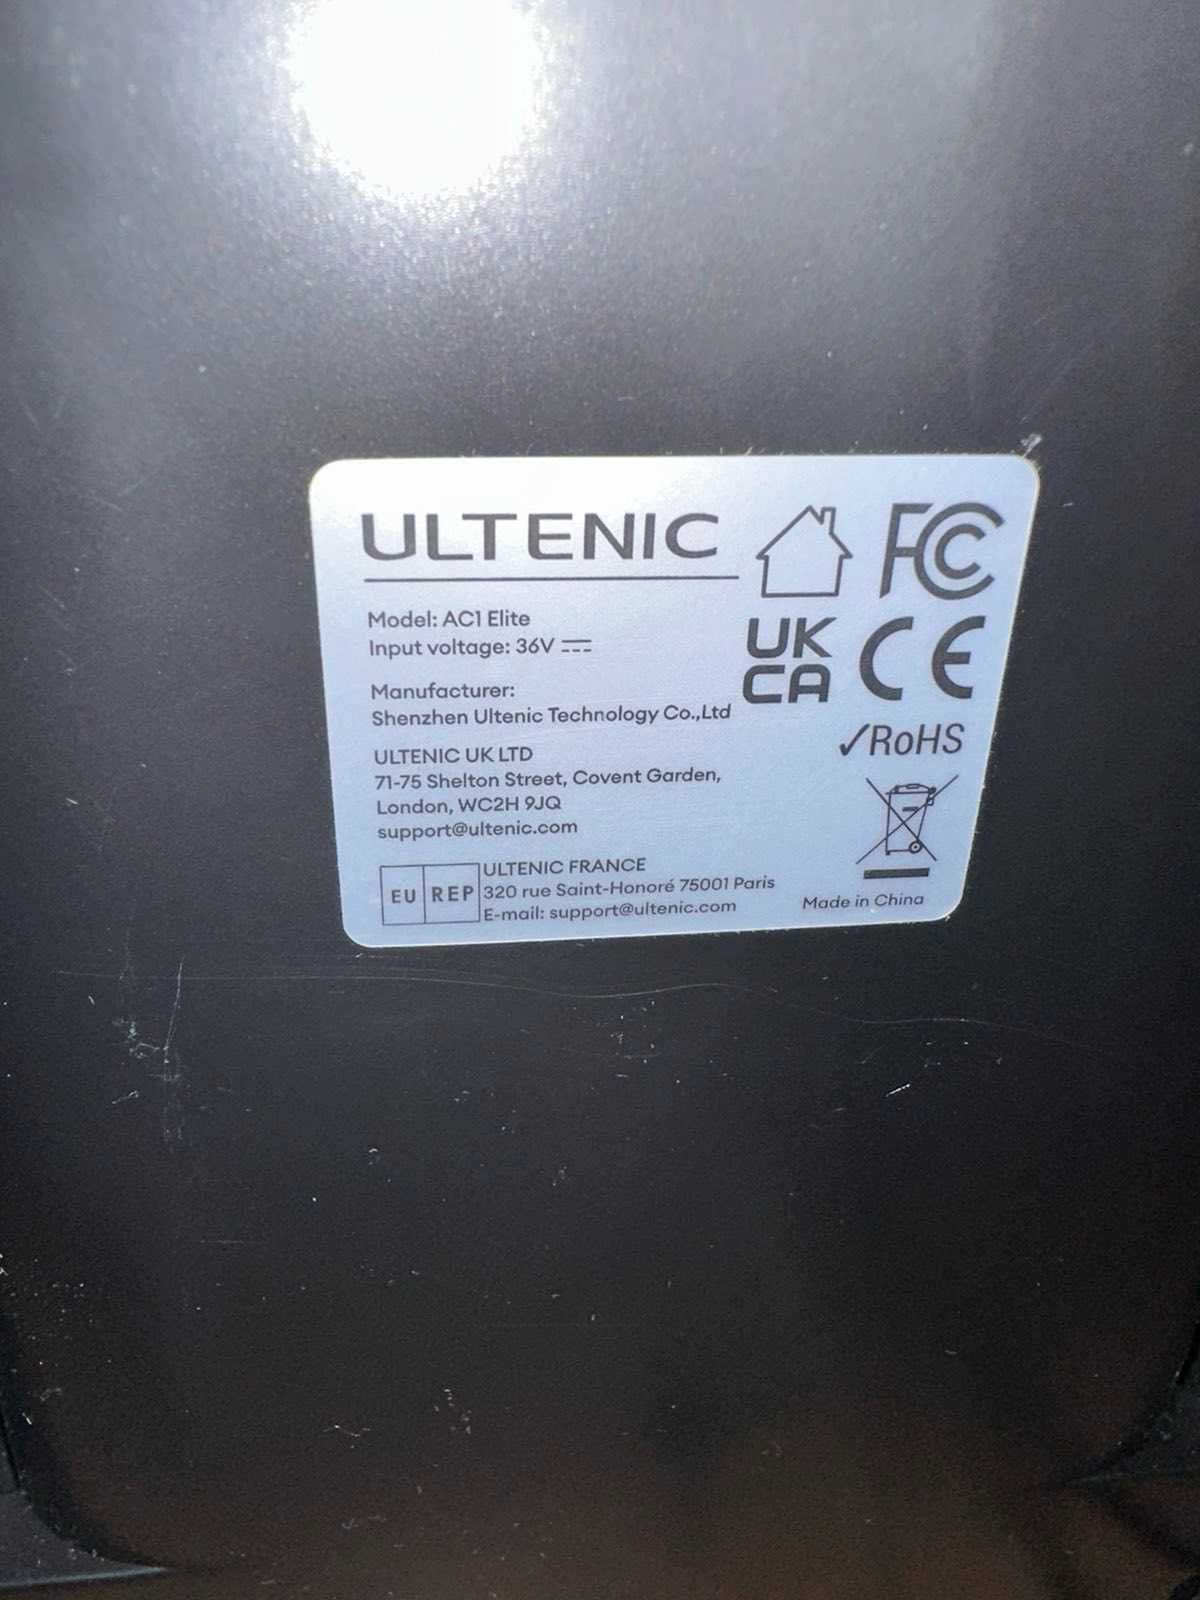 ULTENIC
FC
Model: AC1 Elite
Input voltage: 36V
UK
CA
CE
Manufacturer:
Shenzhen Ultenic Technology Co.,Ltd
✓RoHS
ULTENIC UK LTD
71-75 Shelton Street, Covent Garden,
London, WC2H 9JQ
support@ultenic.com
EU REP
ULTENIC FRANCE
320 rue Saint-Honoré 75001 Paris
E-mail: support@ultenic.com
Made in China